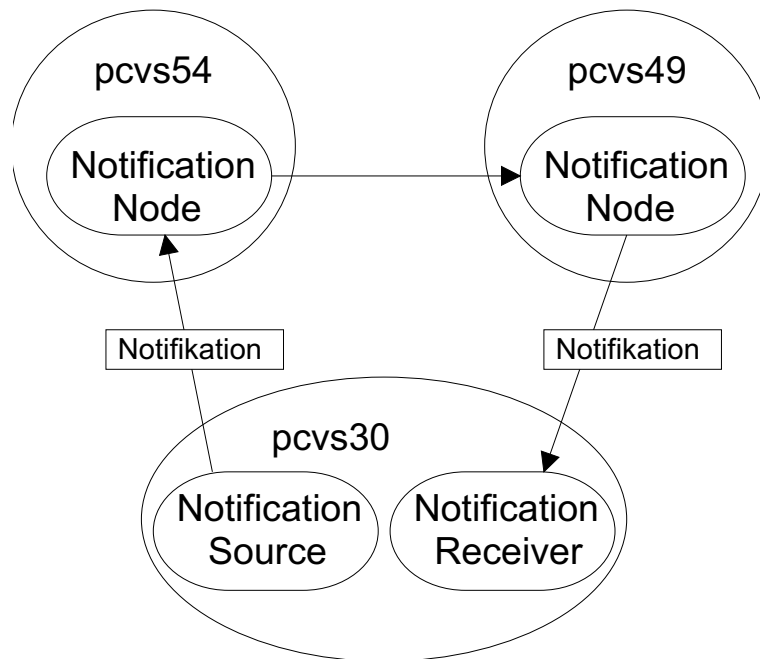 pcvs54
pcvs49
Notification
Node
Notification
Node
Notifikation
Notifikation
pcvs30
Notification
Source
Notification
Receiver